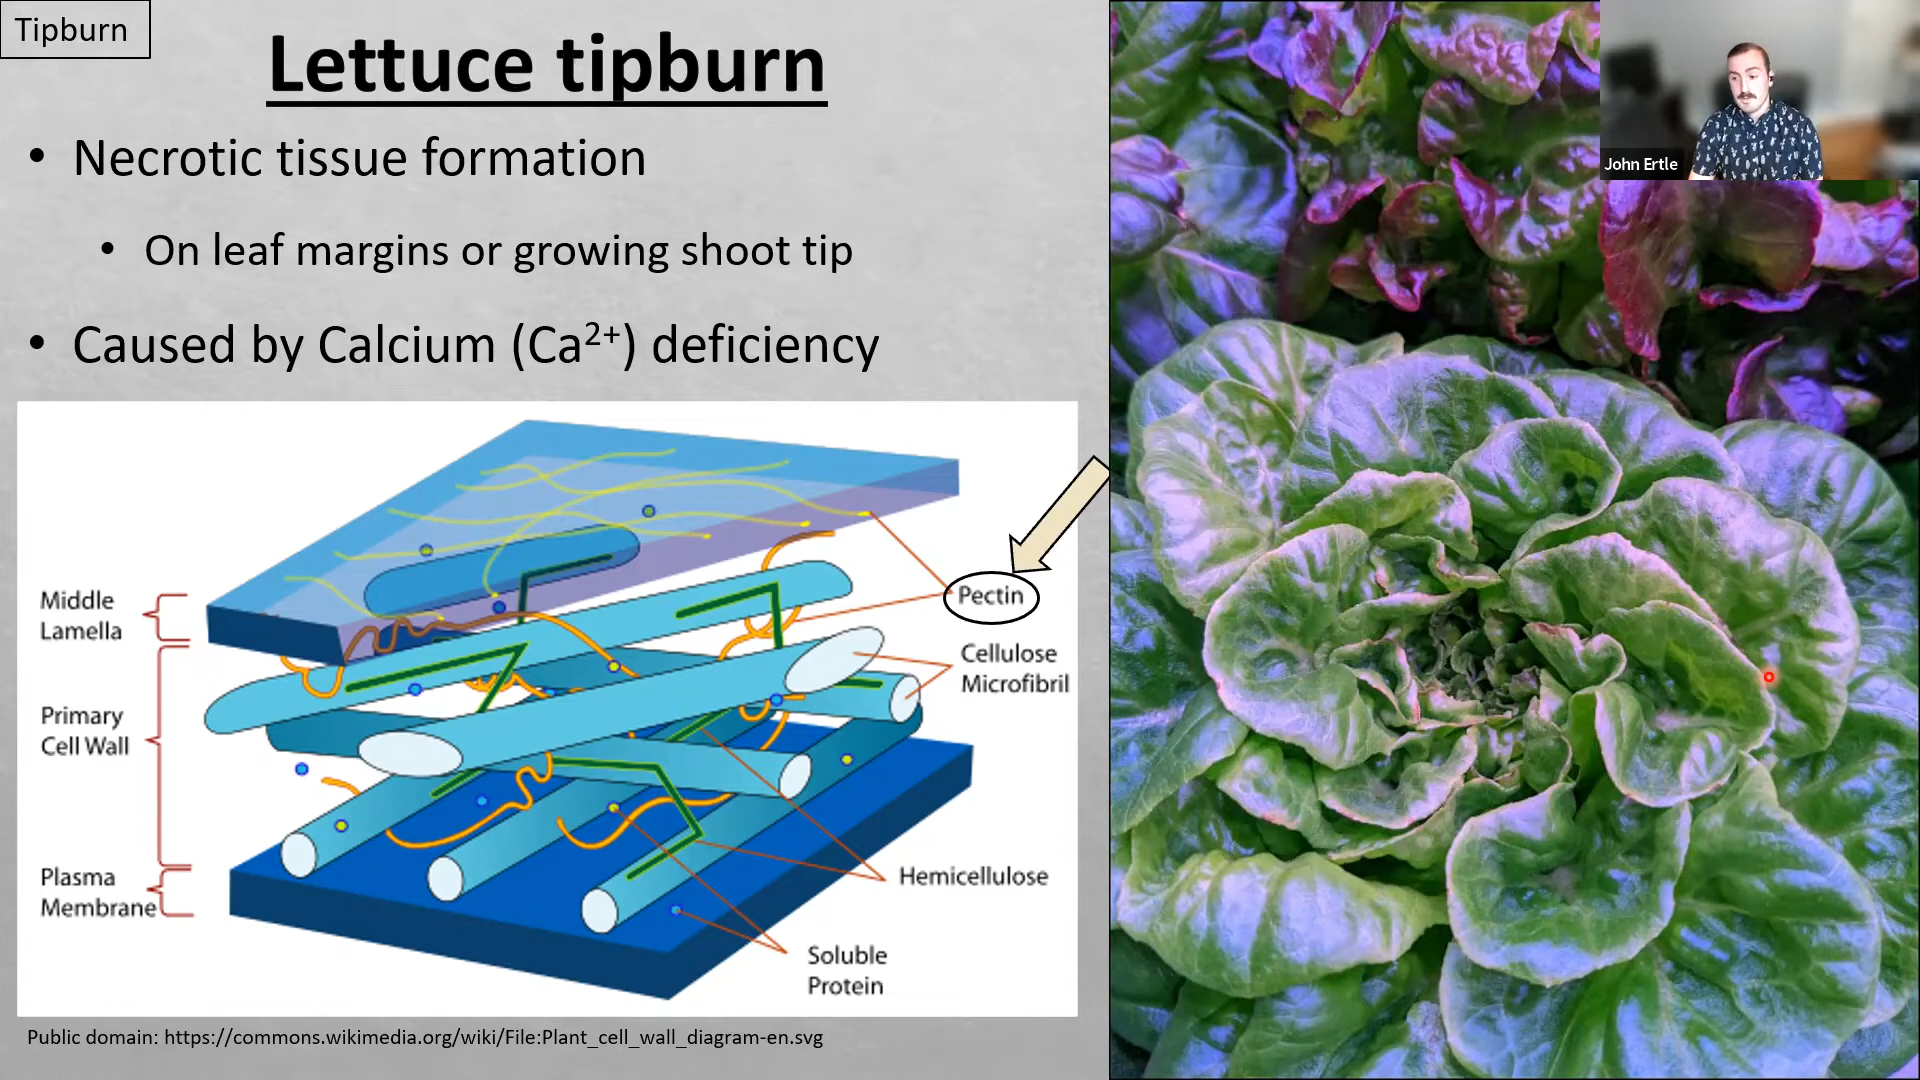 Tipburn
Lettuce tipburn
• Necrotic tissue formation
• On leaf margins or growing shoot tip
• Caused by Calcium (Ca²⁺) deficiency
Middle
Lamella
Primary
Cell Wall
Plasma
Membrane
Pectin
Cellulose
Microfibril
Hemicellulose
Soluble
Protein
Public domain: https://commons.wikimedia.org/wiki/File:Plant_cell_wall_diagram-en.svg
John Ertle